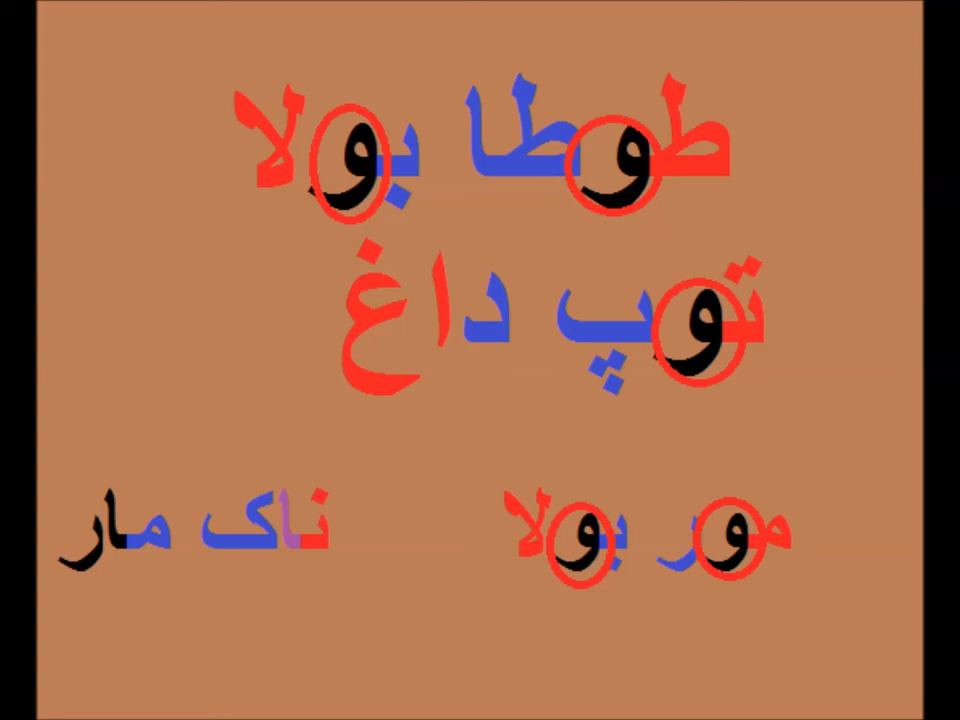 طوطا بولا
توپ داغ
مور بولا ناک مار